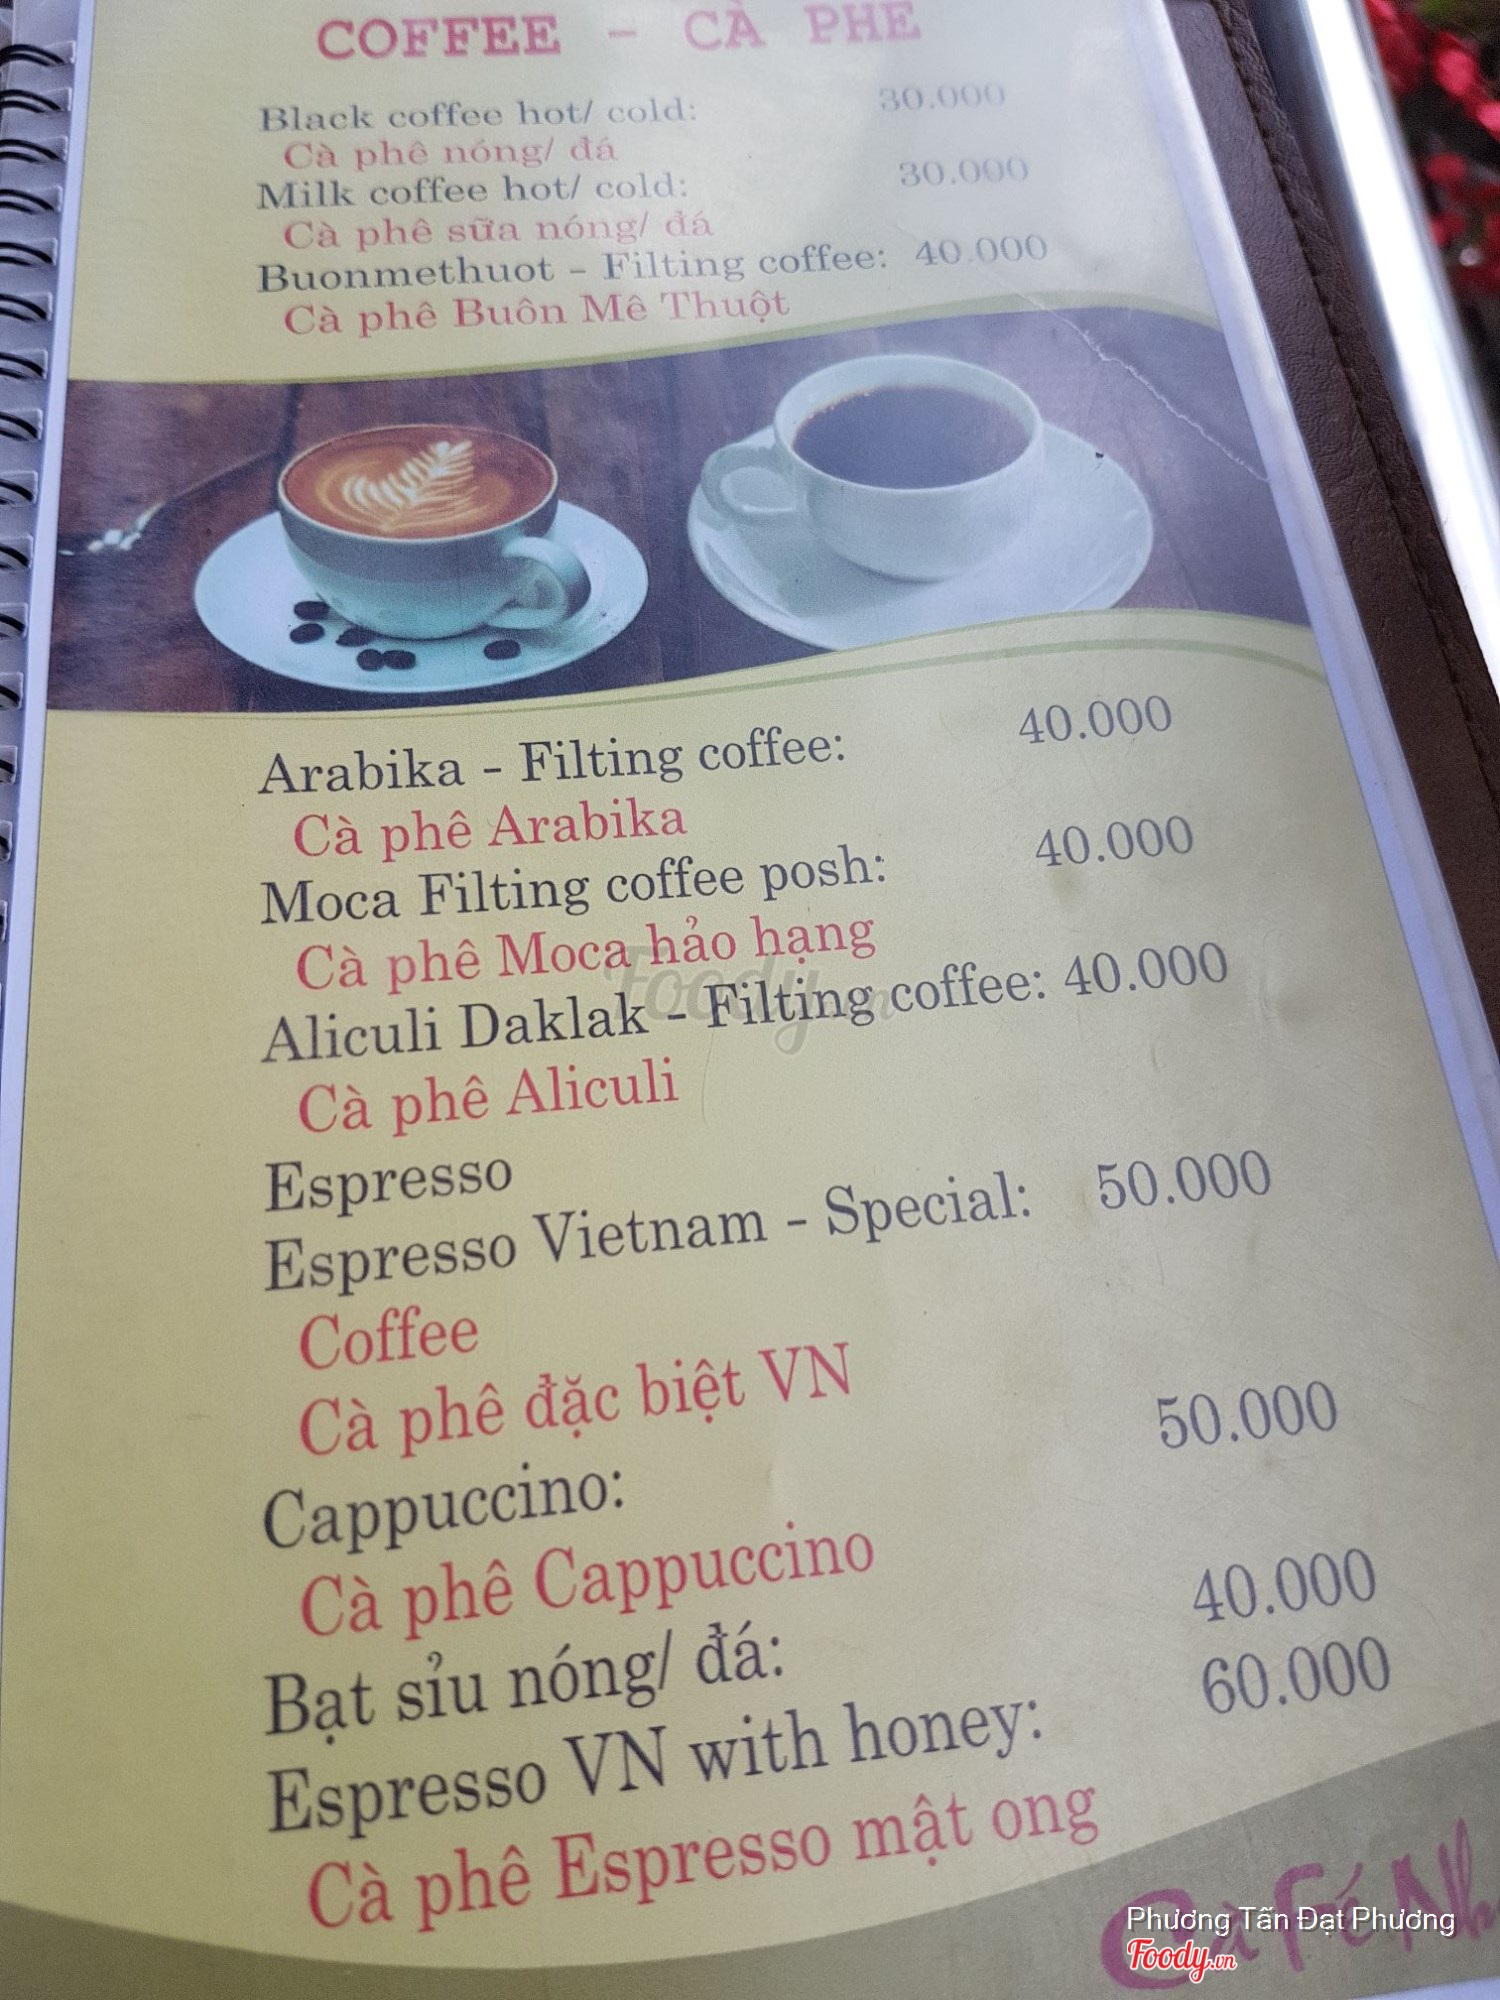 COFFEE - CÀ PHÊ
Black coffee hot/ cold: 30.000
Cà phê nóng/ đá
Milk coffee hot/ cold: 30.000
Cà phê sữa nóng/ đá
Buonmethuot - Filting coffee: 40.000
Cà phê Buôn Mê Thuột
Arabika - Filting coffee: 40.000
Cà phê Arabika
Moca Filting coffee posh: 40.000
Cà phê Moca hảo hạng
Foody.vn
Aliculi Daklak - Filting coffee: 40.000
Cà phê Aliculi
Espresso
Espresso Vietnam - Special: 50.000
Coffee
Cà phê đặc biệt VN
Cappuccino: 50.000
Cà phê Cappuccino
Bạt sỉu nóng/ đá: 40.000
Espresso VN with honey: 60.000
Cà phê Espresso mật ong
Phương Tấn Đạt Phương
Foody.vn